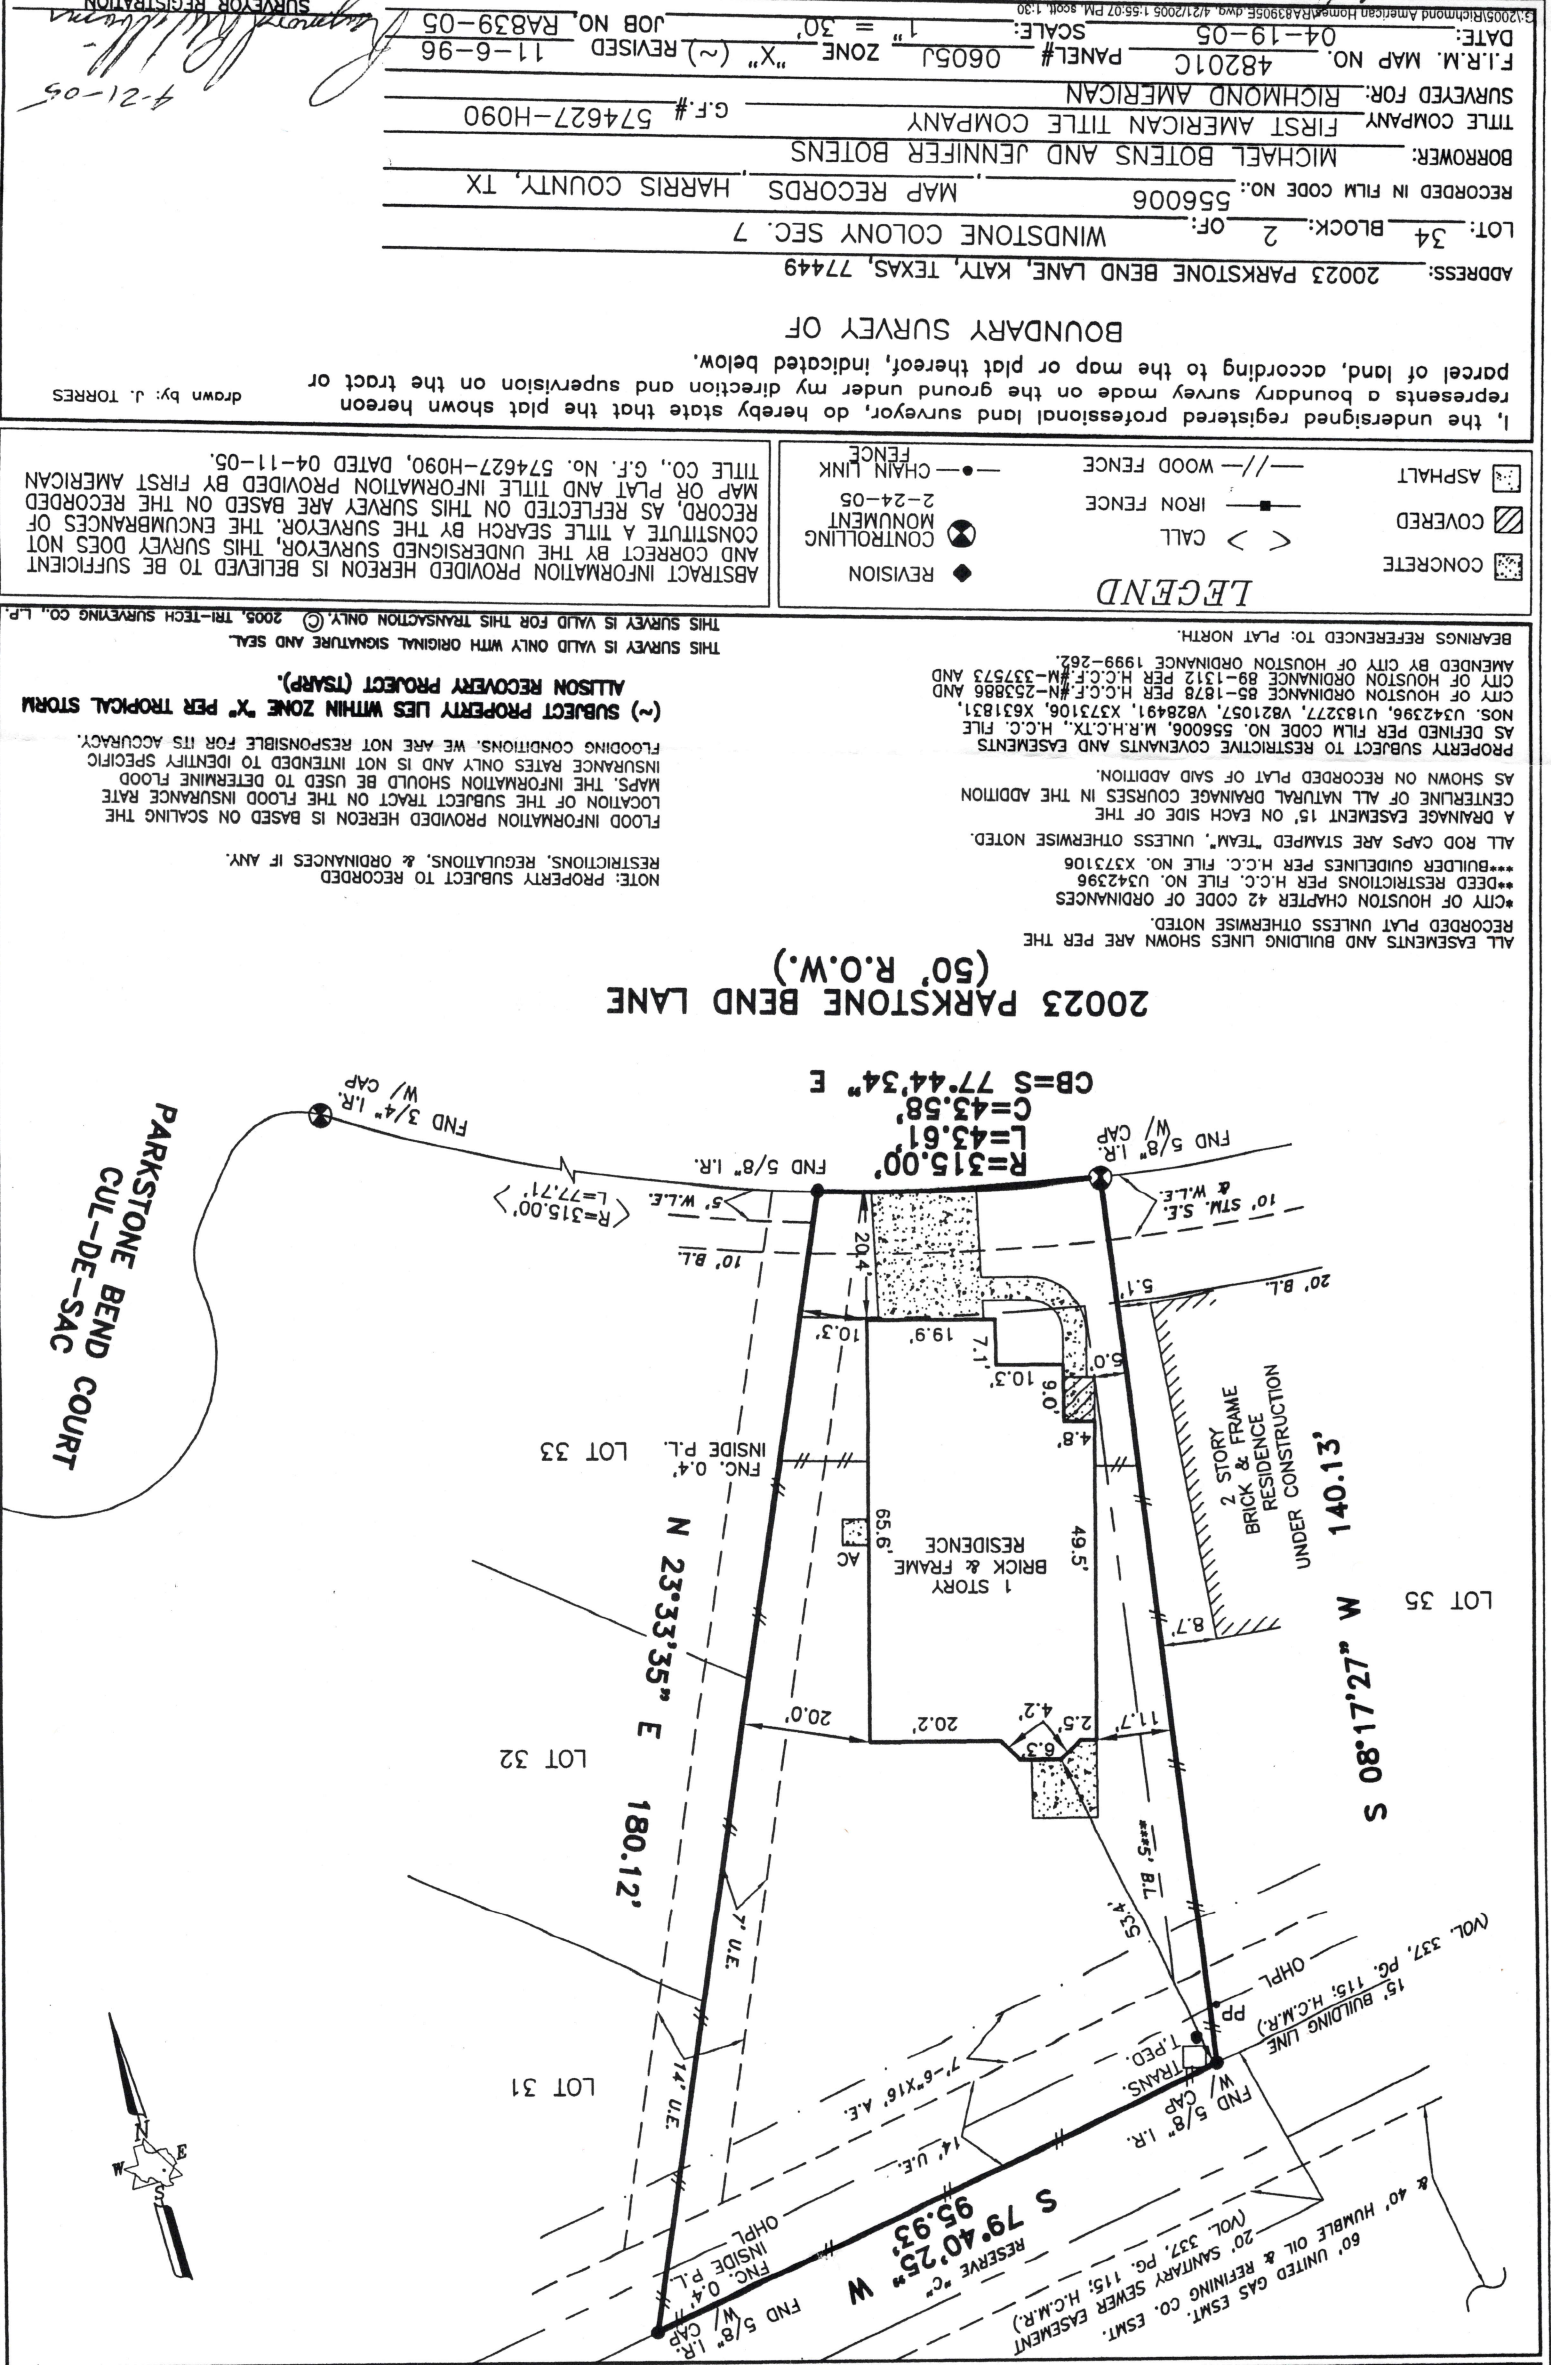 60' UNITED GAS ESMT.
& 40' HUMBLE OIL & REFINING CO. ESMT.
(VOL. 337, PG. 115; H.C.M.R.)
20' SANITARY SEWER EASEMENT
RESERVE "C"
S 79°40'25" W
95.93'
FND 5/8" I.R.
W/ CAP
FNC. 0.4'
INSIDE P.L.
OHPL
FND 5/8" I.R.
W/ CAP
14' U.E.
7'-6"X16' A.E.
TRANS.
T.PED.
PP
OHPL
15' BUILDING LINE
(VOL. 337, PG. 115; H.C.M.R.)
N
E
S
W
LOT 31
14' U.E.
7' U.E.
53.4'
***5' B.L.
LOT 32
N 23°33'35" E 180.12'
S 08°17'27" W 140.13'
20.0'
20.2'
4.2'
6.3'
2.5'
11.7'
8.7'
LOT 35
1 STORY
BRICK & FRAME
RESIDENCE
AC
65.6'
49.5'
2 STORY
BRICK & FRAME
RESIDENCE
UNDER CONSTRUCTION
LOT 33
FNC. 0.4'
INSIDE P.L.
4.8'
9.0'
10.3'
7.1'
19.9'
10.3'
5.0'
5.1'
20.4'
20' B.L.
10' B.L.
5' W.L.E.
10' STM. S.E.
& W.L.E.
<R=315.00'
L=77.71'>
FND 5/8" I.R.
FND 5/8" I.R.
W/ CAP
FND 3/4" I.R.
W/ CAP
R=315.00'
L=43.61'
C=43.58'
CB=S 77°44'34" E
PARKSTONE BEND COURT
CUL-DE-SAC
20023 PARKSTONE BEND LANE
(50' R.O.W.)
ALL EASEMENTS AND BUILDING LINES SHOWN ARE PER THE
RECORDED PLAT UNLESS OTHERWISE NOTED.
*CITY OF HOUSTON CHAPTER 42 CODE OF ORDINANCES
**DEED RESTRICTIONS PER H.C.C. FILE NO. U342396
***BUILDER GUIDELINES PER H.C.C. FILE NO. X373106
ALL ROD CAPS ARE STAMPED "TEAM", UNLESS OTHERWISE NOTED.
A DRAINAGE EASEMENT 15' ON EACH SIDE OF THE
CENTERLINE OF ALL NATURAL DRAINAGE COURSES IN THE ADDITION
AS SHOWN ON RECORDED PLAT OF SAID ADDITION.
PROPERTY SUBJECT TO RESTRICTIVE COVENANTS AND EASEMENTS
AS DEFINED PER FILM CODE NO. 556006, M.R.H.C.TX., H.C.C. FILE
NOS. U342396, U183277, V821057, V828491, X373106, X631831,
CITY OF HOUSTON ORDINANCE 85-1878 PER H.C.C.F.#N-253886 AND
CITY OF HOUSTON ORDINANCE 89-1312 PER H.C.C.F.#M-337573 AND
AMENDED BY CITY OF HOUSTON ORDINANCE 1999-262.
BEARINGS REFERENCED TO: PLAT NORTH.
NOTE: PROPERTY SUBJECT TO RECORDED
RESTRICTIONS, REGULATIONS, & ORDINANCES IF ANY.
FLOOD INFORMATION PROVIDED HEREON IS BASED ON SCALING THE
LOCATION OF THE SUBJECT TRACT ON THE FLOOD INSURANCE RATE
MAPS. THE INFORMATION SHOULD BE USED TO DETERMINE FLOOD
INSURANCE RATES ONLY AND IS NOT INTENDED TO IDENTIFY SPECIFIC
FLOODING CONDITIONS. WE ARE NOT RESPONSIBLE FOR ITS ACCURACY.
(~) SUBJECT PROPERTY LIES WITHIN ZONE "X" PER TROPICAL STORM
ALLISON RECOVERY PROJECT (TSARP).
THIS SURVEY IS VALID ONLY WITH ORIGINAL SIGNATURE AND SEAL.
THIS SURVEY IS VALID FOR THIS TRANSACTION ONLY. © 2005, TRI-TECH SURVEYING CO., L.P.
LEGEND
CONCRETE
COVERED
ASPHALT
< > CALL
IRON FENCE
—//— WOOD FENCE
REVISION
CONTROLLING
MONUMENT
2-24-05
CHAIN LINK
FENCE
ABSTRACT INFORMATION PROVIDED HEREON IS BELIEVED TO BE SUFFICIENT
AND CORRECT BY THE UNDERSIGNED SURVEYOR, THIS SURVEY DOES NOT
CONSTITUTE A TITLE SEARCH BY THE SURVEYOR. THE ENCUMBRANCES OF
RECORD, AS REFLECTED ON THIS SURVEY ARE BASED ON THE RECORDED
MAP OR PLAT AND TITLE INFORMATION PROVIDED BY FIRST AMERICAN
TITLE CO., G.F. No. 574627-H090, DATED 04-11-05.
I, the undersigned registered professional land surveyor, do hereby state that the plat shown hereon
represents a boundary survey made on the ground under my direction and supervision on the tract or
parcel of land, according to the map or plat thereof, indicated below.
drawn by: J. TORRES
BOUNDARY SURVEY OF
ADDRESS: 20023 PARKSTONE BEND LANE, KATY, TEXAS, 77449
LOT: 34 BLOCK: 2 OF: WINDSTONE COLONY SEC. 7
RECORDED IN FILM CODE NO.: 556006, MAP RECORDS, HARRIS COUNTY, TX
BORROWER: MICHAEL BOTENS AND JENNIFER BOTENS
TITLE COMPANY FIRST AMERICAN TITLE COMPANY G.F.# 574627-H090
SURVEYED FOR: RICHMOND AMERICAN
F.I.R.M. MAP NO. 48201C PANEL# 0605J ZONE "X" (~) REVISED 11-6-96
DATE: 04-19-05 SCALE: 1" = 30' JOB NO. RA839-05
G:\2005\Richmond American Homes\RA83905E.dwg, 4/21/2005 1:55:07 PM, scott, 1:30
4-21-05
SURVEYOR REGISTRATION